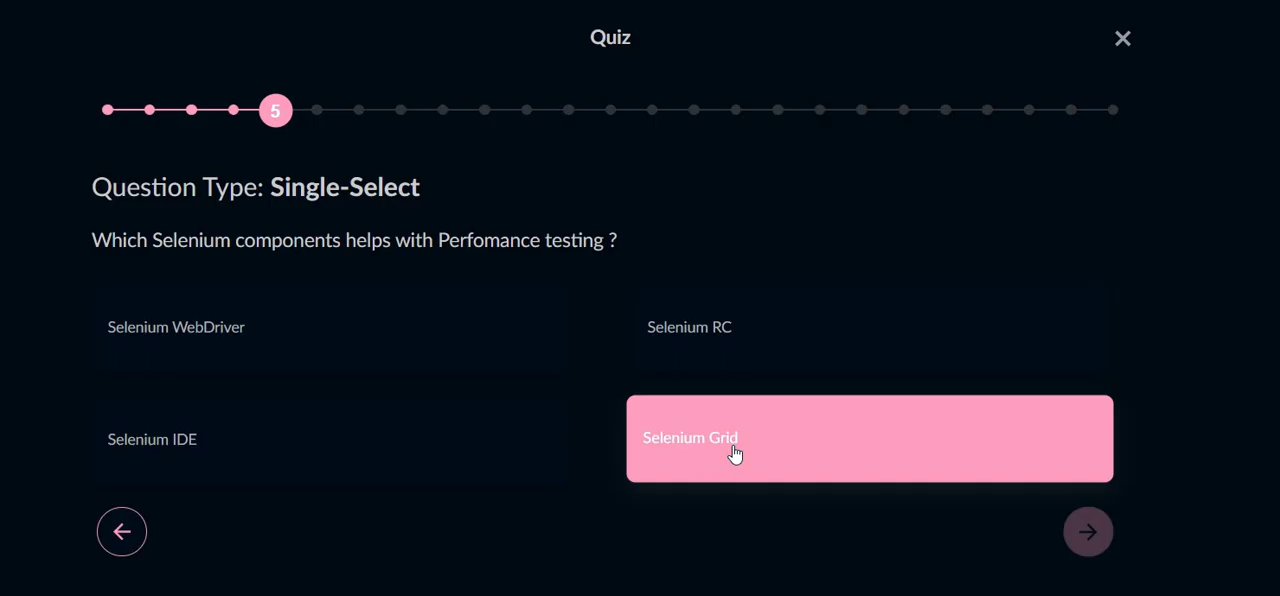 Quiz
5
Question Type: Single-Select
Which Selenium components helps with Perfomance testing ?
Selenium WebDriver
Selenium RC
Selenium IDE
Selenium Grid